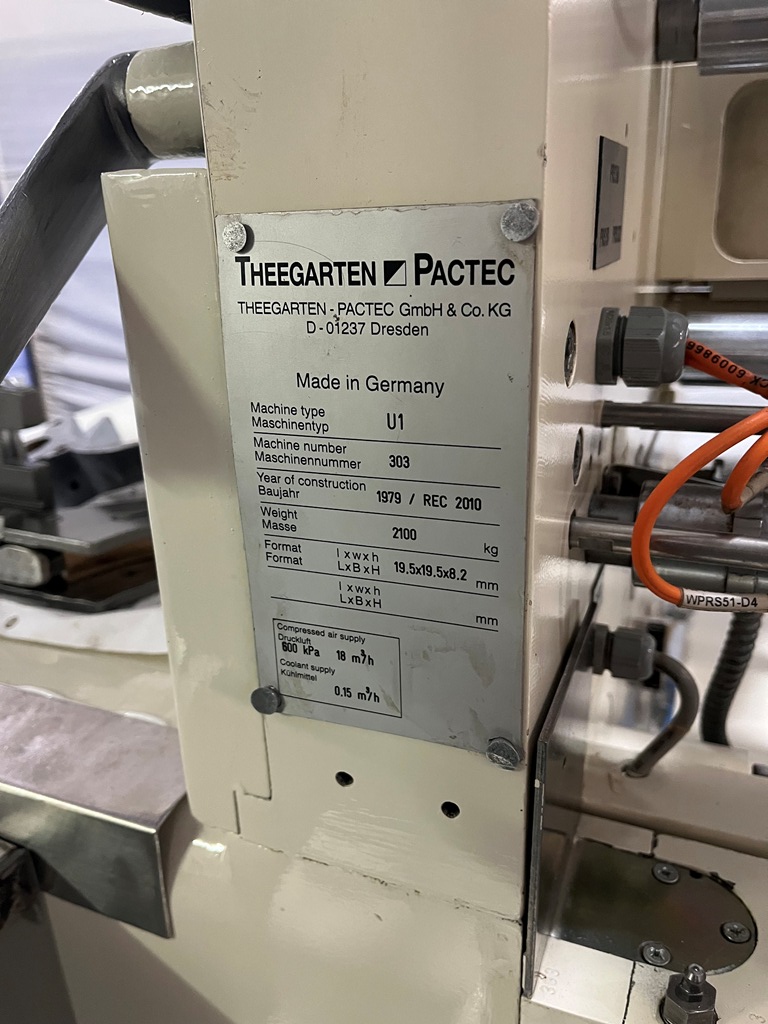 THEEGARTEN PACTEC
THEEGARTEN - PACTEC GmbH & Co. KG
D - 01237 Dresden
Made in Germany
Machine type
Maschinentyp U1
Machine number
Maschinennummer 303
Year of construction
Baujahr 1979 / REC 2010
Weight
Masse 2100 kg
Format l x w x h
Format L x B x H 19.5x19.5x8.2 mm
l x w x h
L x B x H mm
Compressed air supply
Druckluft
600 kPa 18 m³/h
Coolant supply
Kühlmittel
0.15 m³/h
CK 6009866
WPRS51-D4